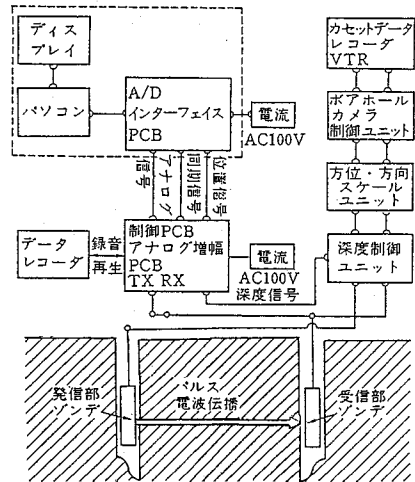 ディス
プレイ
パソコン
A/D
インターフェイス
PCB
電流
AC100V
カセットデータ
レコーダ
VTR
ボアホール
カメラ
制御ユニット
方位・方向
スケール
ユニット
深度制御
ユニット
アナログ信号
同期信号
位置信号
制御PCB
アナログ増幅
PCB
TX RX
データ
レコーダ
録音
再生
電流
AC100V
深度信号
発信部
ゾンデ
パルス
電波伝播
受信部
ゾンデ